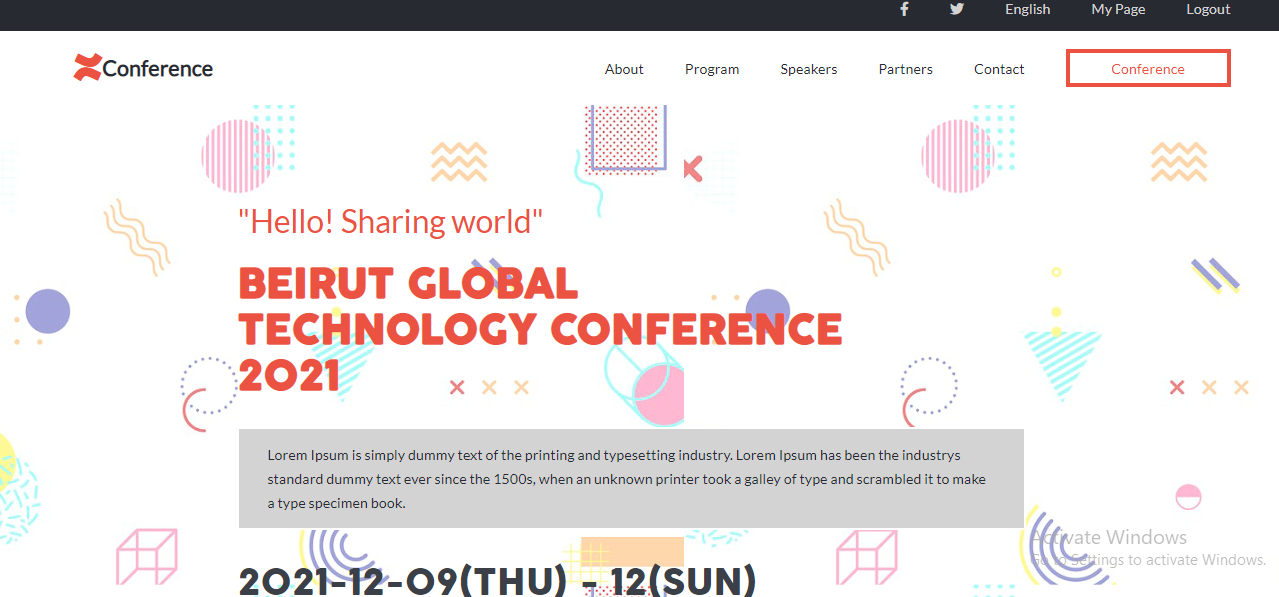 English My Page Logout
Conference
About Program Speakers Partners Contact Conference
"Hello! Sharing world"
BEIRUT GLOBAL
TECHNOLOGY CONFERENCE
2021
Lorem Ipsum is simply dummy text of the printing and typesetting industry. Lorem Ipsum has been the industrys
standard dummy text ever since the 1500s, when an unknown printer took a galley of type and scrambled it to make
a type specimen book.
Activate Windows
Go to Settings to activate Windows.
2021-12-09(THU) - 12(SUN)